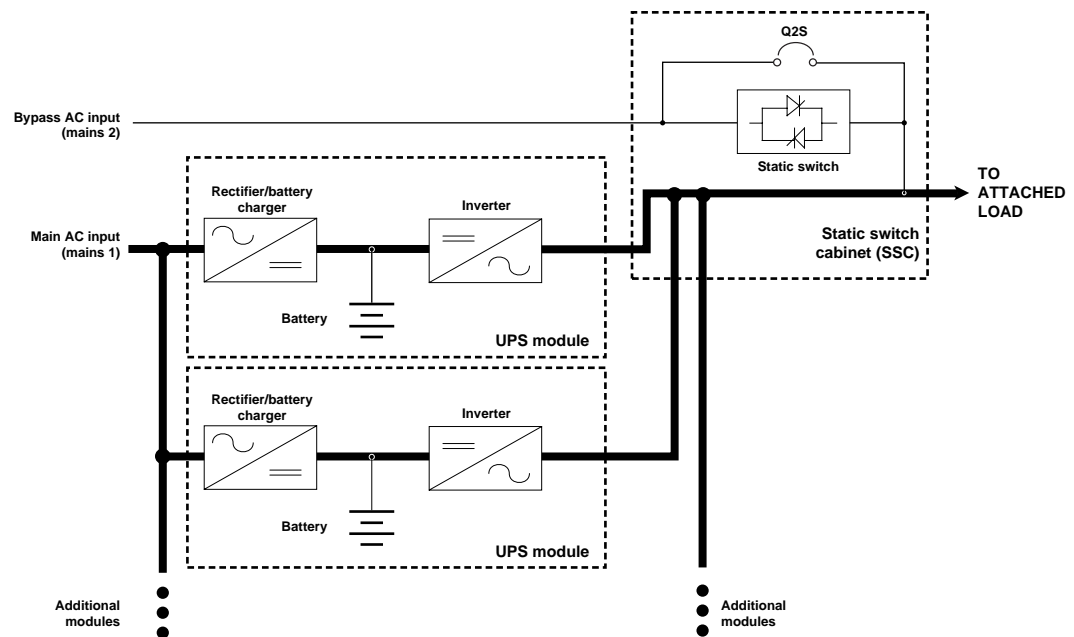 Q2S
Bypass AC input
(mains 2)
Static switch
TO
ATTACHED
LOAD
Rectifier/battery
charger
Inverter
Main AC input
(mains 1)
Static switch
cabinet (SSC)
Battery
UPS module
Rectifier/battery
charger
Inverter
Battery
UPS module
Additional
modules
Additional
modules